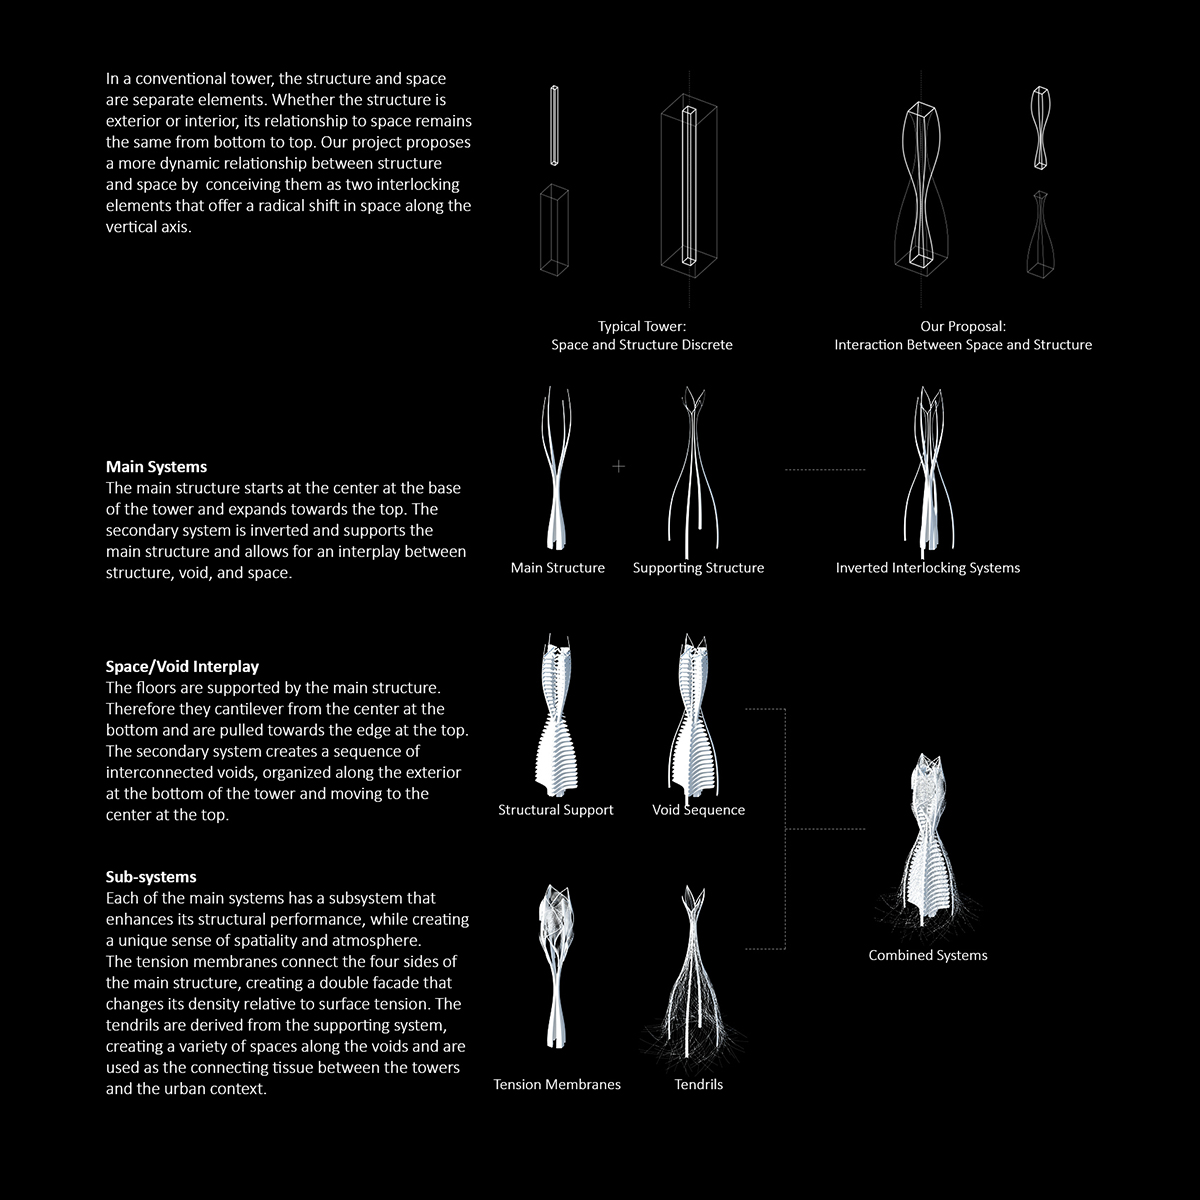 In a conventional tower, the structure and space
are separate elements. Whether the structure is
exterior or interior, its relationship to space remains
the same from bottom to top. Our project proposes
a more dynamic relationship between structure
and space by  conceiving them as two interlocking
elements that offer a radical shift in space along the
vertical axis.
Typical Tower:
Space and Structure Discrete
Our Proposal:
Interaction Between Space and Structure
Main Systems
The main structure starts at the center at the base
of the tower and expands towards the top. The
secondary system is inverted and supports the
main structure and allows for an interplay between
structure, void, and space.
Main Structure
Supporting Structure
Inverted Interlocking Systems
Space/Void Interplay
The floors are supported by the main structure.
Therefore they cantilever from the center at the
bottom and are pulled towards the edge at the top.
The secondary system creates a sequence of
interconnected voids, organized along the exterior
at the bottom of the tower and moving to the
center at the top.
Structural Support
Void Sequence
Sub-systems
Each of the main systems has a subsystem that
enhances its structural performance, while creating
a unique sense of spatiality and atmosphere.
The tension membranes connect the four sides of
the main structure, creating a double facade that
changes its density relative to surface tension. The
tendrils are derived from the supporting system,
creating a variety of spaces along the voids and are
used as the connecting tissue between the towers
and the urban context.
Tension Membranes
Tendrils
Combined Systems